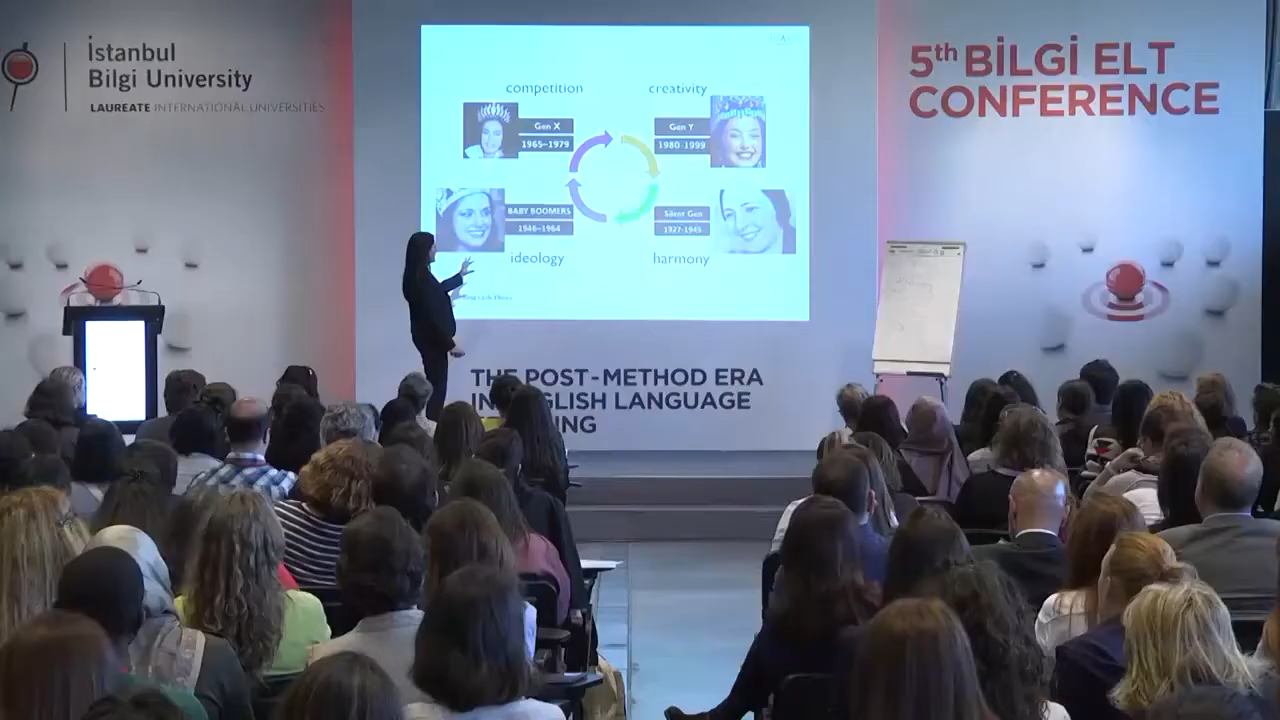 İstanbul
Bilgi University
LAUREATE INTERNATIONAL UNIVERSITIES
competition
creativity
Gen X
1965–1979
Gen Y
1980-1999
BABY BOOMERS
1946–1964
Silent Gen
1927-1945
ideology
harmony
5th BİLGİ ELT
CONFERENCE
THE POST-METHOD ERA
IN ENGLISH LANGUAGE